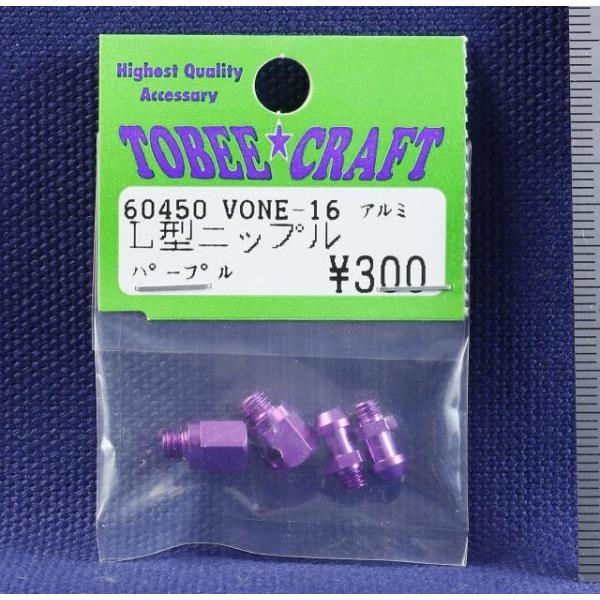 Highest Quality
Accessary
TOBEE★CRAFT
60450 VONE-16 アルミ
L型ニップル
パープル ¥300